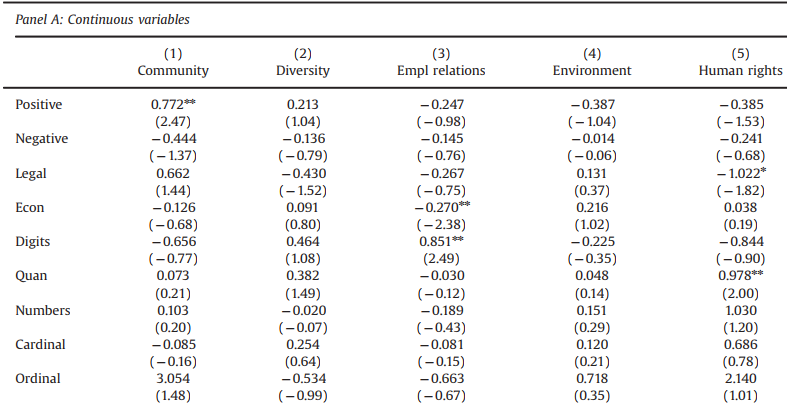 Panel A: Continuous variables
(1) (2) (3) (4) (5)
Community Diversity Empl relations Environment Human rights
Positive 0.772** 0.213 −0.247 −0.387 −0.385
(2.47) (1.04) (−0.98) (−1.04) (−1.53)
Negative −0.444 −0.136 −0.145 −0.014 −0.241
(−1.37) (−0.79) (−0.76) (−0.06) (−0.68)
Legal 0.662 −0.430 −0.267 0.131 −1.022*
(1.44) (−1.52) (−0.75) (0.37) (−1.82)
Econ −0.126 0.091 −0.270** 0.216 0.038
(−0.68) (0.80) (−2.38) (1.02) (0.19)
Digits −0.656 0.464 0.851** −0.225 −0.844
(−0.77) (1.08) (2.49) (−0.35) (−0.90)
Quan 0.073 0.382 −0.030 0.048 0.978**
(0.21) (1.49) (−0.12) (0.14) (2.00)
Numbers 0.103 −0.020 −0.189 0.151 1.030
(0.20) (−0.07) (−0.43) (0.29) (1.20)
Cardinal −0.085 0.254 −0.081 0.120 0.686
(−0.16) (0.64) (−0.15) (0.21) (0.78)
Ordinal 3.054 −0.534 −0.663 0.718 2.140
(1.48) (−0.99) (−0.67) (0.35) (1.01)